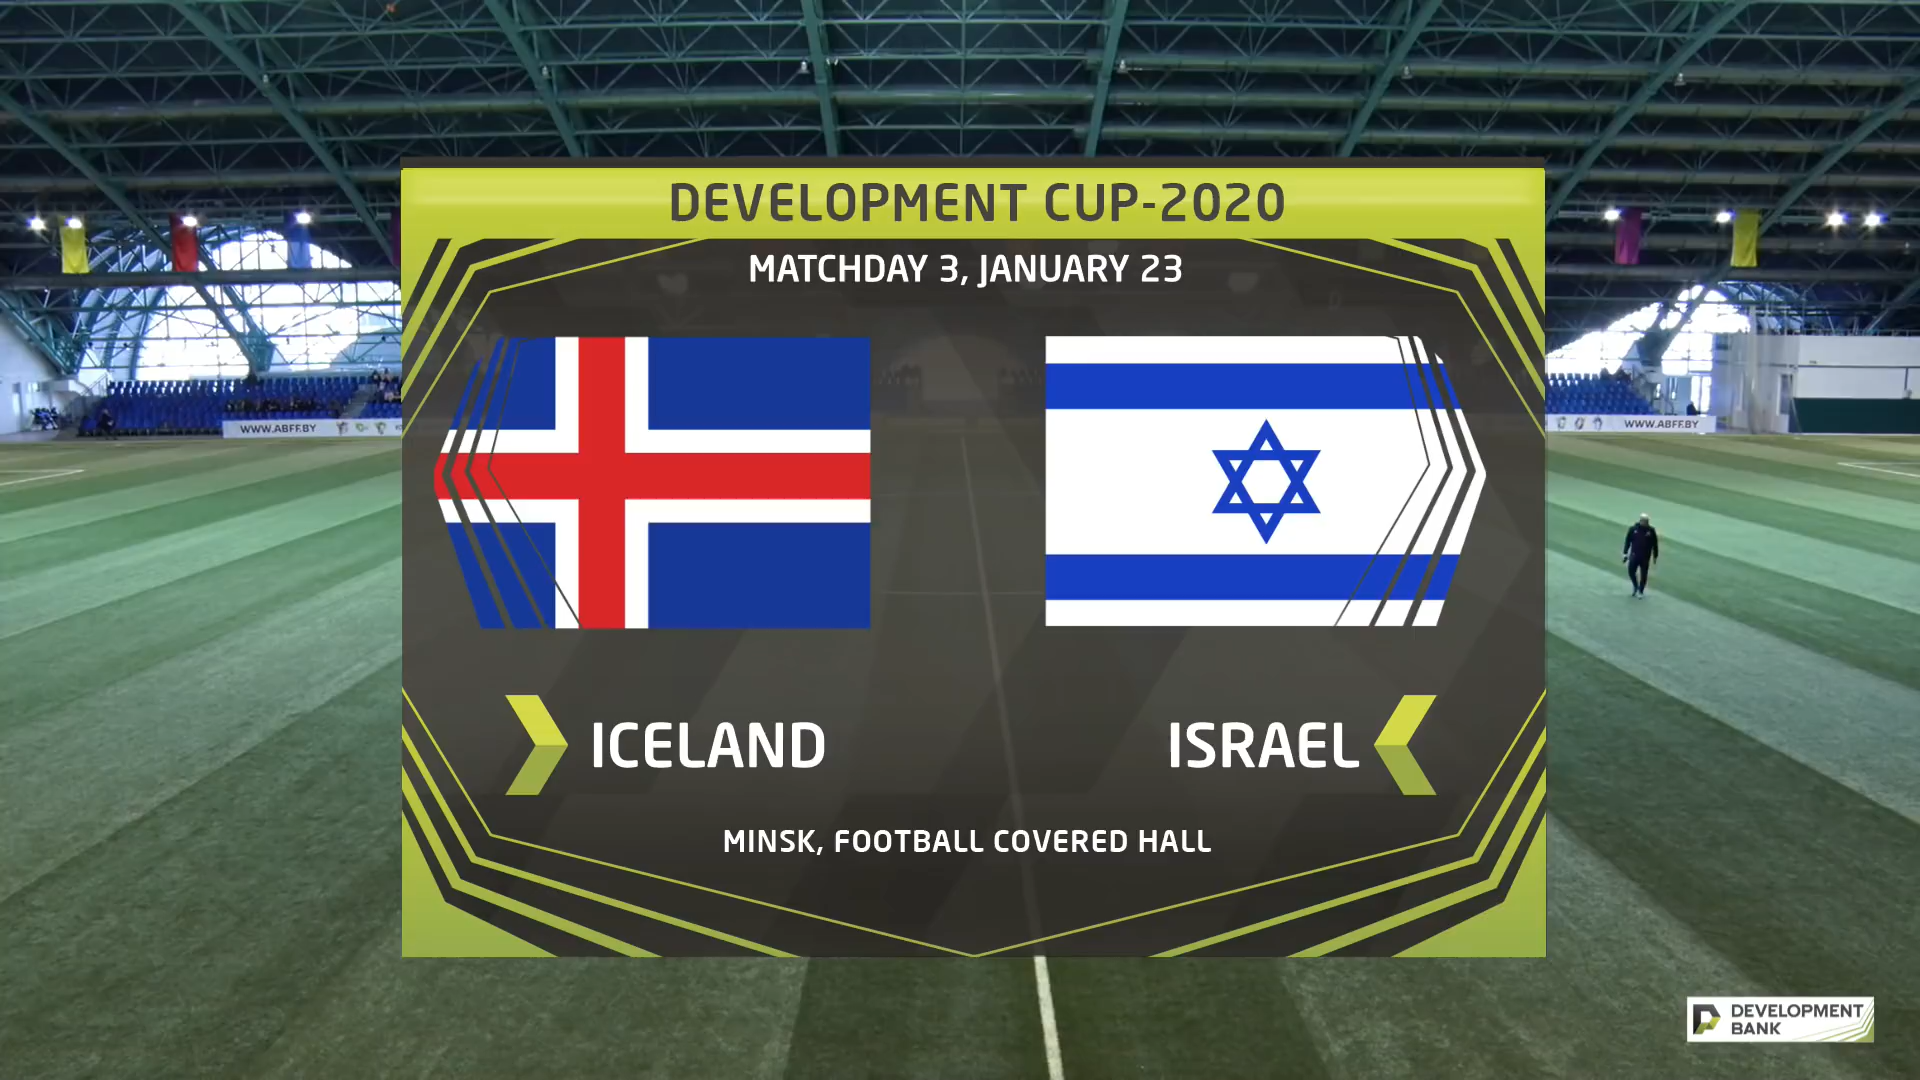 DEVELOPMENT CUP-2020
MATCHDAY 3, JANUARY 23
WWW.ABFF.BY
WWW.ABFF.BY
ICELAND
ISRAEL
MINSK, FOOTBALL COVERED HALL
DEVELOPMENT
BANK